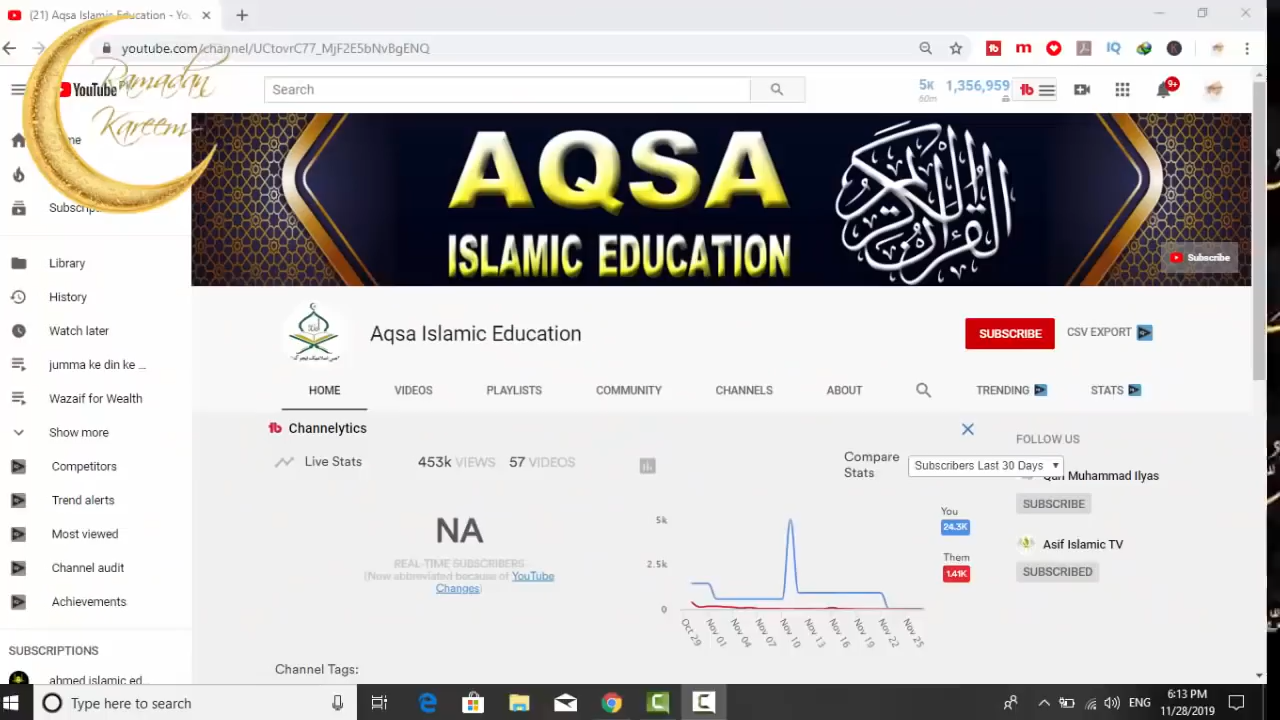 (21) Aqsa Islamic Education - You
youtube.com/channel/UCtovrC77_MjF2E5bNvBgENQ
Ramadan
Kareem
YouTube
Search
5K
60m
1,356,959
9+
AQSA
ISLAMIC EDUCATION
القرآن الكريم
Subscribe
Library
History
Watch later
jumma ke din ke ...
Wazaif for Wealth
Show more
Competitors
Trend alerts
Most viewed
Channel audit
Achievements
SUBSCRIPTIONS
ahmed islamic ed...
Aqsa Islamic Education
SUBSCRIBE
CSV EXPORT
HOME
VIDEOS
PLAYLISTS
COMMUNITY
CHANNELS
ABOUT
TRENDING
STATS
Channelytics
Live Stats
453k VIEWS 57 VIDEOS
Compare
Stats
Subscribers Last 30 Days
NA
REAL-TIME SUBSCRIBERS
(Now abbreviated because of YouTube
Changes)
5k
2.5k
0
Oct 29
Nov 01
Nov 04
Nov 07
Nov 10
Nov 13
Nov 16
Nov 19
Nov 22
Nov 25
You
24.3K
Them
1.41K
FOLLOW US
Qari Muhammad Ilyas
SUBSCRIBE
Asif Islamic TV
SUBSCRIBED
Channel Tags:
Type here to search
ENG
6:13 PM
11/28/2019